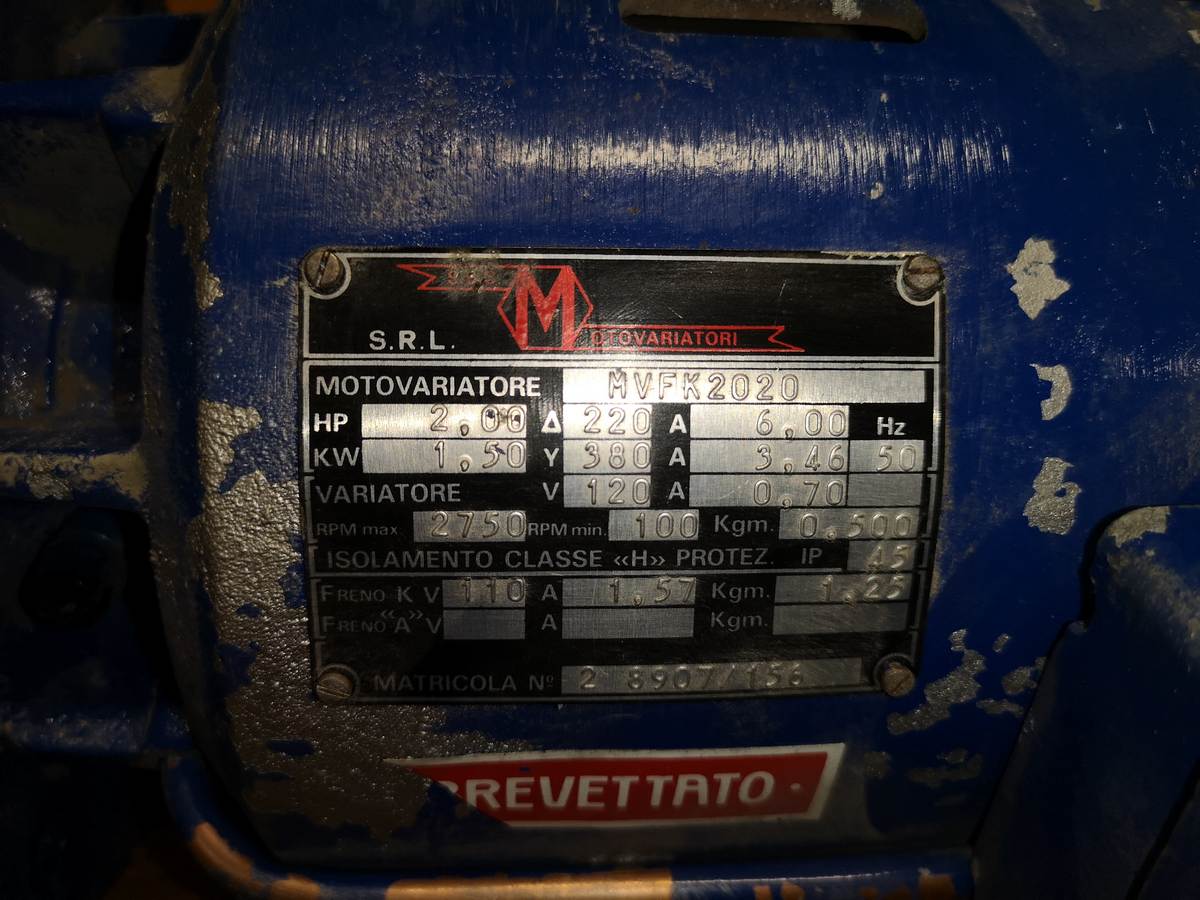 S.R.L.
MOTOVARIATORI
MOTOVARIATORE MVFK2020
HP 2,00 Δ 220 A 6,00 Hz
KW 1,50 Y 380 A 3,46 50
VARIATORE V 120 A 0,70
RPM max. 2750 RPM min. 100 Kgm. 0,500
ISOLAMENTO CLASSE «H» PROTEZ. IP 45
FRENO K V 110 A 1,57 Kgm. 1.25
FRENO "A" V A Kgm.
MATRICOLA Nº 2 8907/156
BREVETTATO